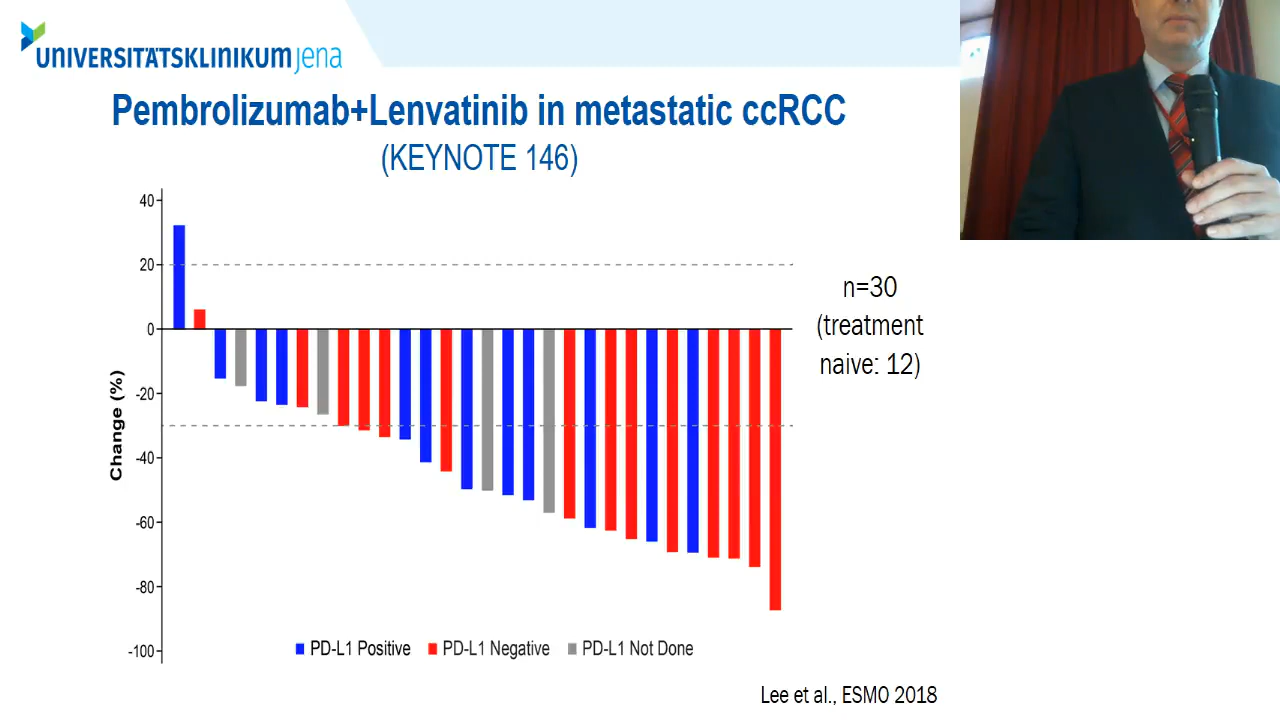 UNIVERSITÄTSKLINIKUM jena
Pembrolizumab+Lenvatinib in metastatic ccRCC
(KEYNOTE 146)
40
20
0
-20
-40
-60
-80
-100
Change (%)
n=30
(treatment
naive: 12)
PD-L1 Positive PD-L1 Negative PD-L1 Not Done
Lee et al., ESMO 2018